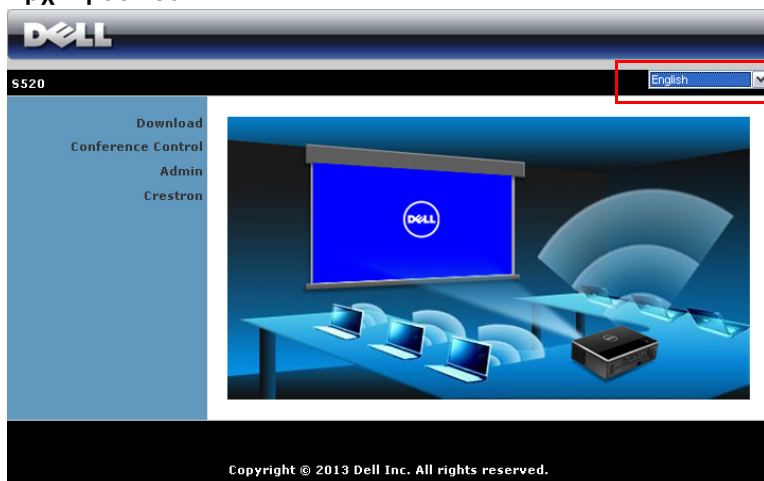 DELL
S520
English
Download
Conference Control
Admin
Crestron
DELL
Copyright © 2013 Dell Inc. All rights reserved.